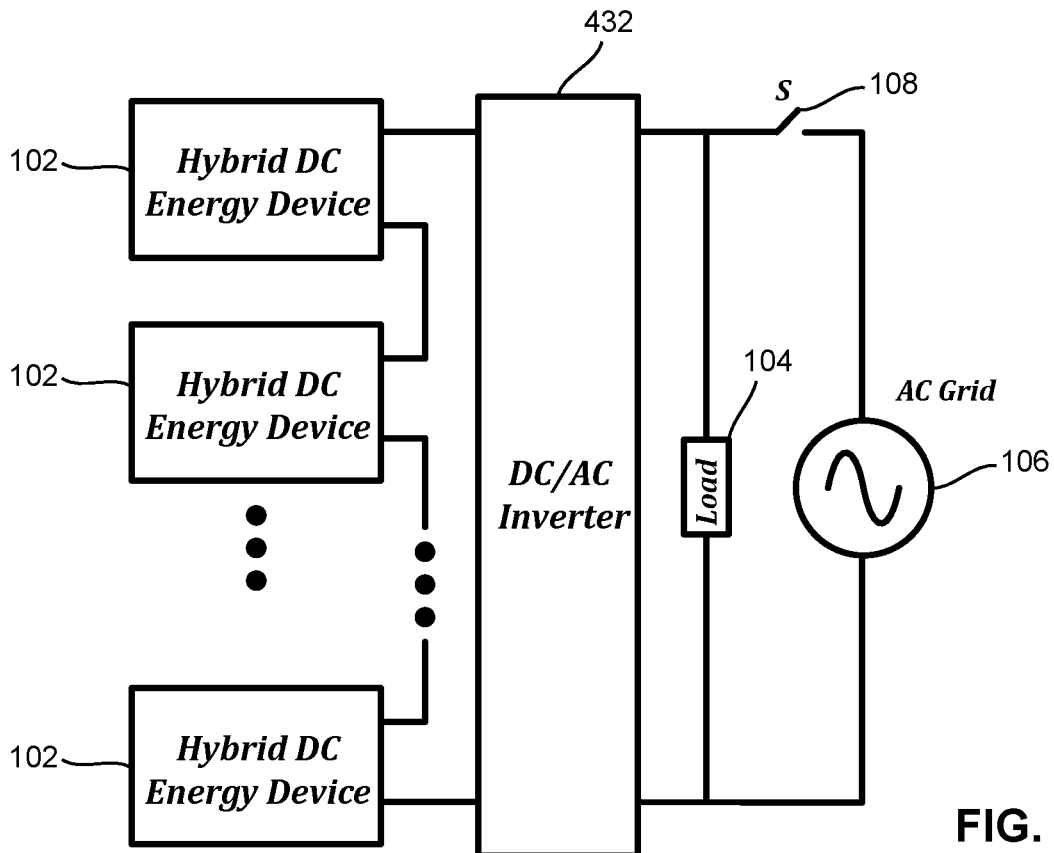 432
S
108
102
Hybrid DC
Energy Device
102
Hybrid DC
Energy Device
104
AC Grid
106
DC/AC
Inverter
Load
102
Hybrid DC
Energy Device
FIG.